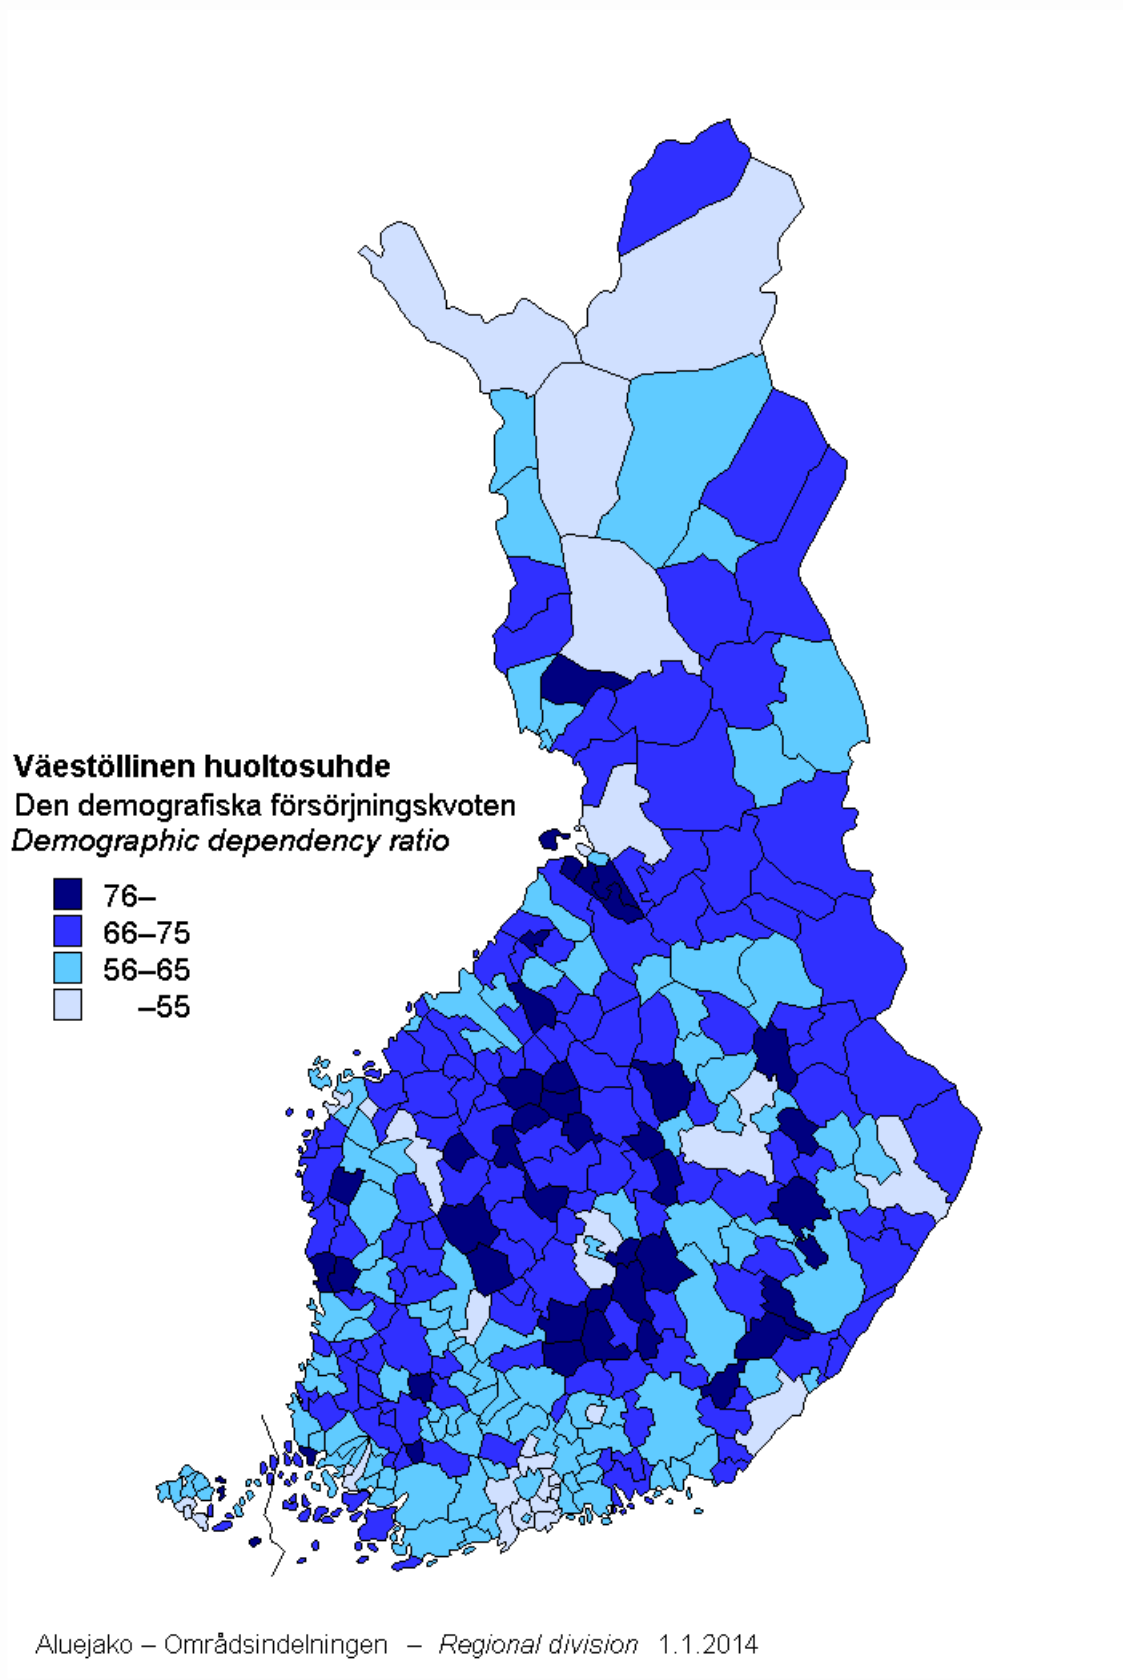 Väestöllinen huoltosuhde
Den demografiska försörjningskvoten
Demographic dependency ratio
76–
66–75
56–65
–55
Aluejako – Områdsindelningen – Regional division 1.1.2014